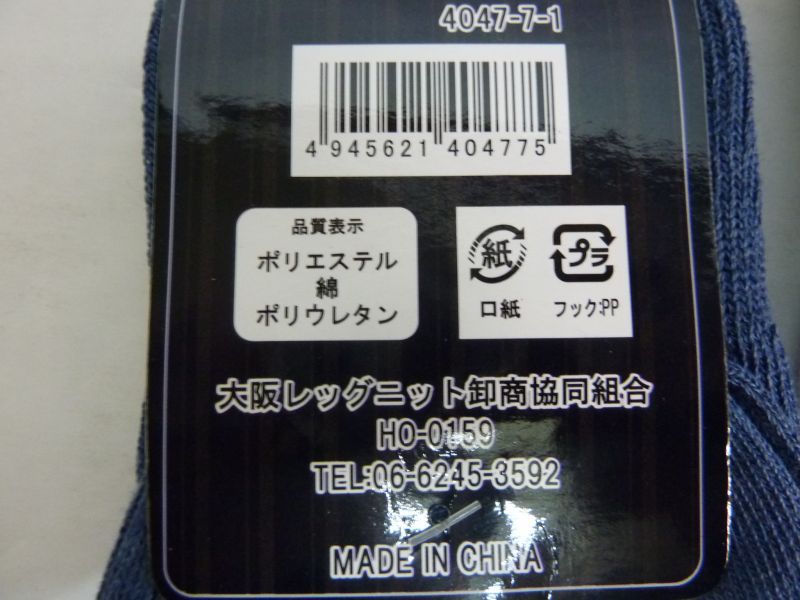 4047-7-1
4 945621 404775
品質表示
ポリエステル
綿
ポリウレタン
紙
プラ
口紙
フック:PP
大阪レッグニット卸商協同組合
HO-0159
TEL:06-6245-3592
MADE IN CHINA